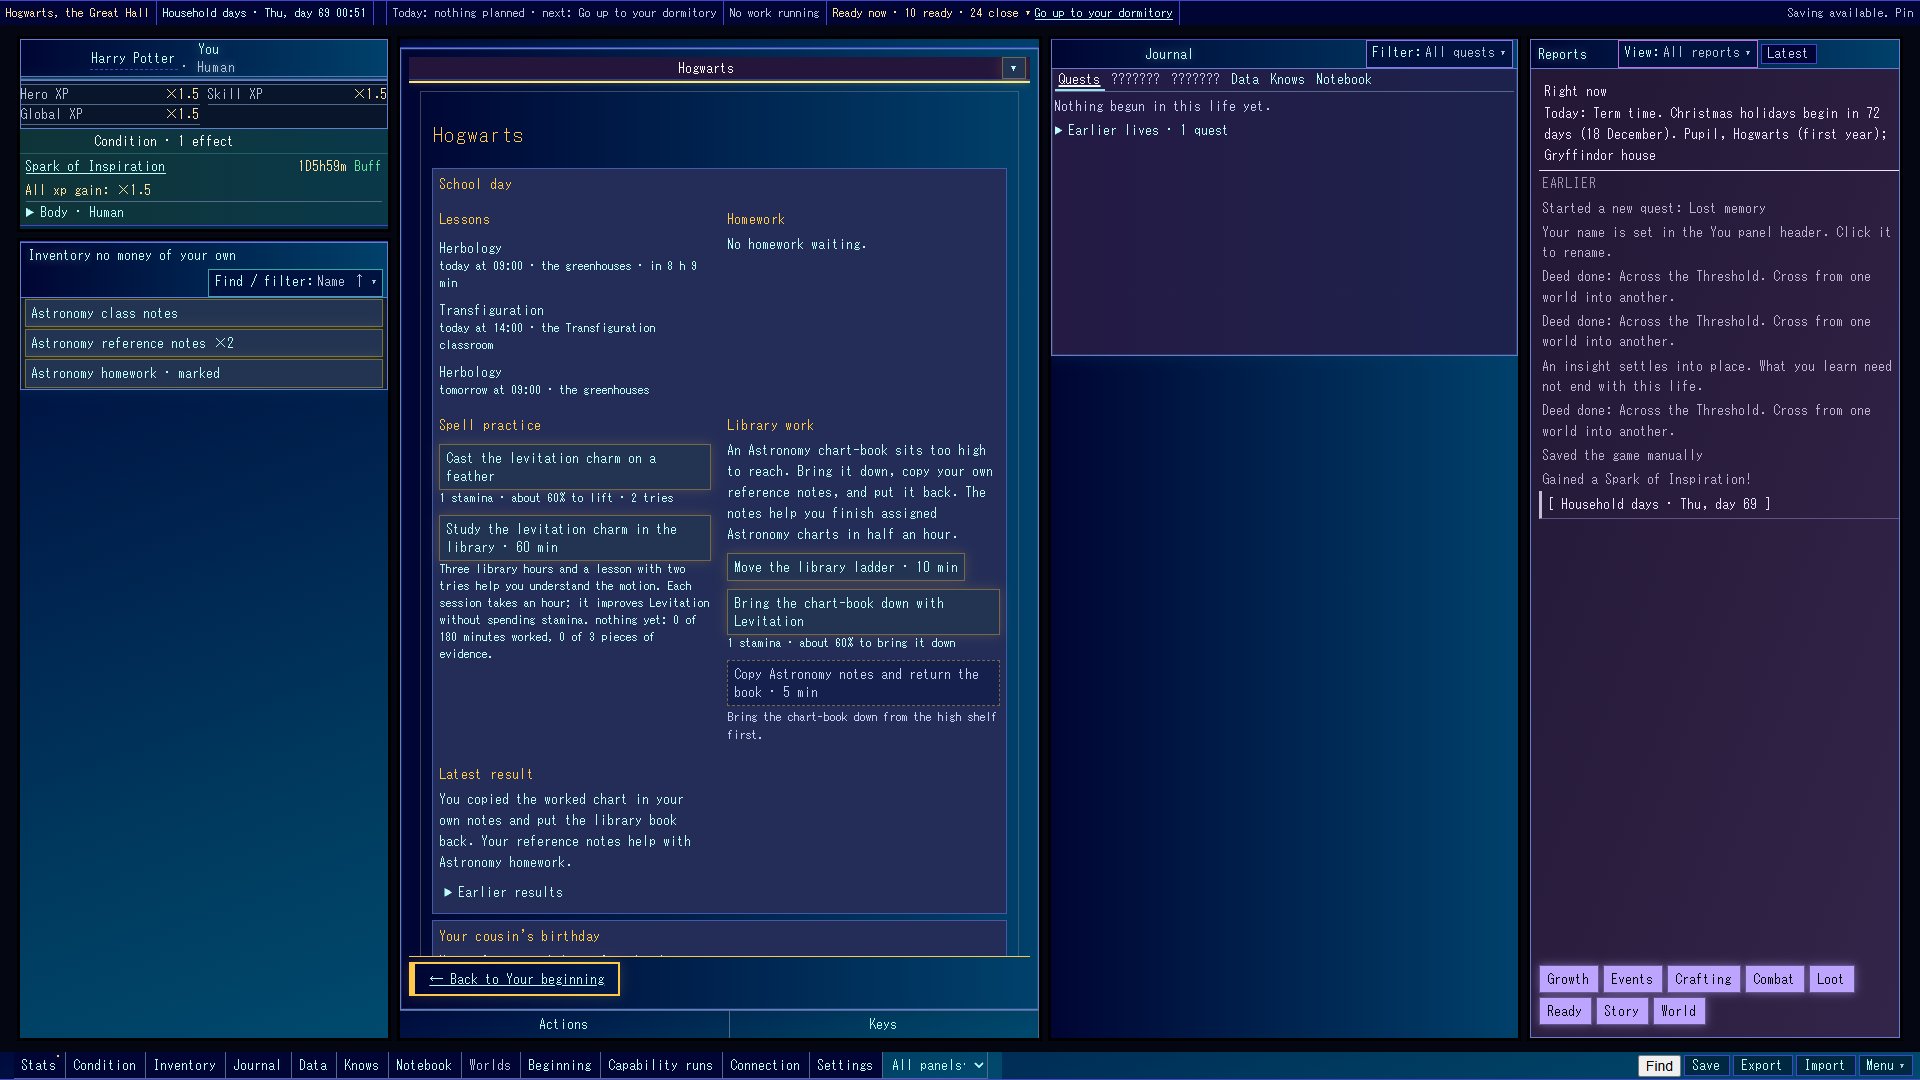 Hogwarts, the Great Hall
Household days · Thu, day 69 00:51
Today: nothing planned · next: Go up to your dormitory
No work running
Ready now · 10 ready · 24 close ▾ Go up to your dormitory
Saving available. Pin
Harry Potter · You
Human
Hero XP ×1.5 Skill XP ×1.5
Global XP ×1.5
Condition · 1 effect
Spark of Inspiration 1D5h59m Buff
All xp gain: ×1.5
▶ Body · Human
Inventory no money of your own
Find / filter: Name ↑ ▾
Astronomy class notes
Astronomy reference notes ×2
Astronomy homework · marked
Hogwarts
▼
Hogwarts
School day
Lessons
Herbology
today at 09:00 · the greenhouses · in 8 h 9
min
Transfiguration
today at 14:00 · the Transfiguration
classroom
Herbology
tomorrow at 09:00 · the greenhouses
Homework
No homework waiting.
Spell practice
Cast the levitation charm on a
feather
1 stamina · about 60% to lift · 2 tries
Study the levitation charm in the
library · 60 min
Three library hours and a lesson with two
tries help you understand the motion. Each
session takes an hour; it improves Levitation
without spending stamina. nothing yet: 0 of
180 minutes worked, 0 of 3 pieces of
evidence.
Library work
An Astronomy chart-book sits too high
to reach. Bring it down, copy your own
reference notes, and put it back. The
notes help you finish assigned
Astronomy charts in half an hour.
Move the library ladder · 10 min
Bring the chart-book down with
Levitation
1 stamina · about 60% to bring it down
Copy Astronomy notes and return the
book · 5 min
Bring the chart-book down from the high shelf
first.
Latest result
You copied the worked chart in your
own notes and put the library book
back. Your reference notes help with
Astronomy homework.
▶ Earlier results
Your cousin's birthday
← Back to Your beginning
Actions
Keys
Journal
Filter: All quests ▾
Quests ??????? ??????? Data Knows Notebook
Nothing begun in this life yet.
▶ Earlier lives · 1 quest
Reports
View: All reports ▾
Latest
Right now
Today: Term time. Christmas holidays begin in 72
days (18 December). Pupil, Hogwarts (first year);
Gryffindor house
EARLIER
Started a new quest: Lost memory
Your name is set in the You panel header. Click it
to rename.
Deed done: Across the Threshold. Cross from one
world into another.
Deed done: Across the Threshold. Cross from one
world into another.
An insight settles into place. What you learn need
not end with this life.
Deed done: Across the Threshold. Cross from one
world into another.
Saved the game manually
Gained a Spark of Inspiration!
[ Household days · Thu, day 69 ]
Growth Events Crafting Combat Loot
Ready Story World
Stats Condition Inventory Journal Data Knows Notebook Worlds Beginning Capability runs Connection Settings All panels
Find Save Export Import Menu ▾